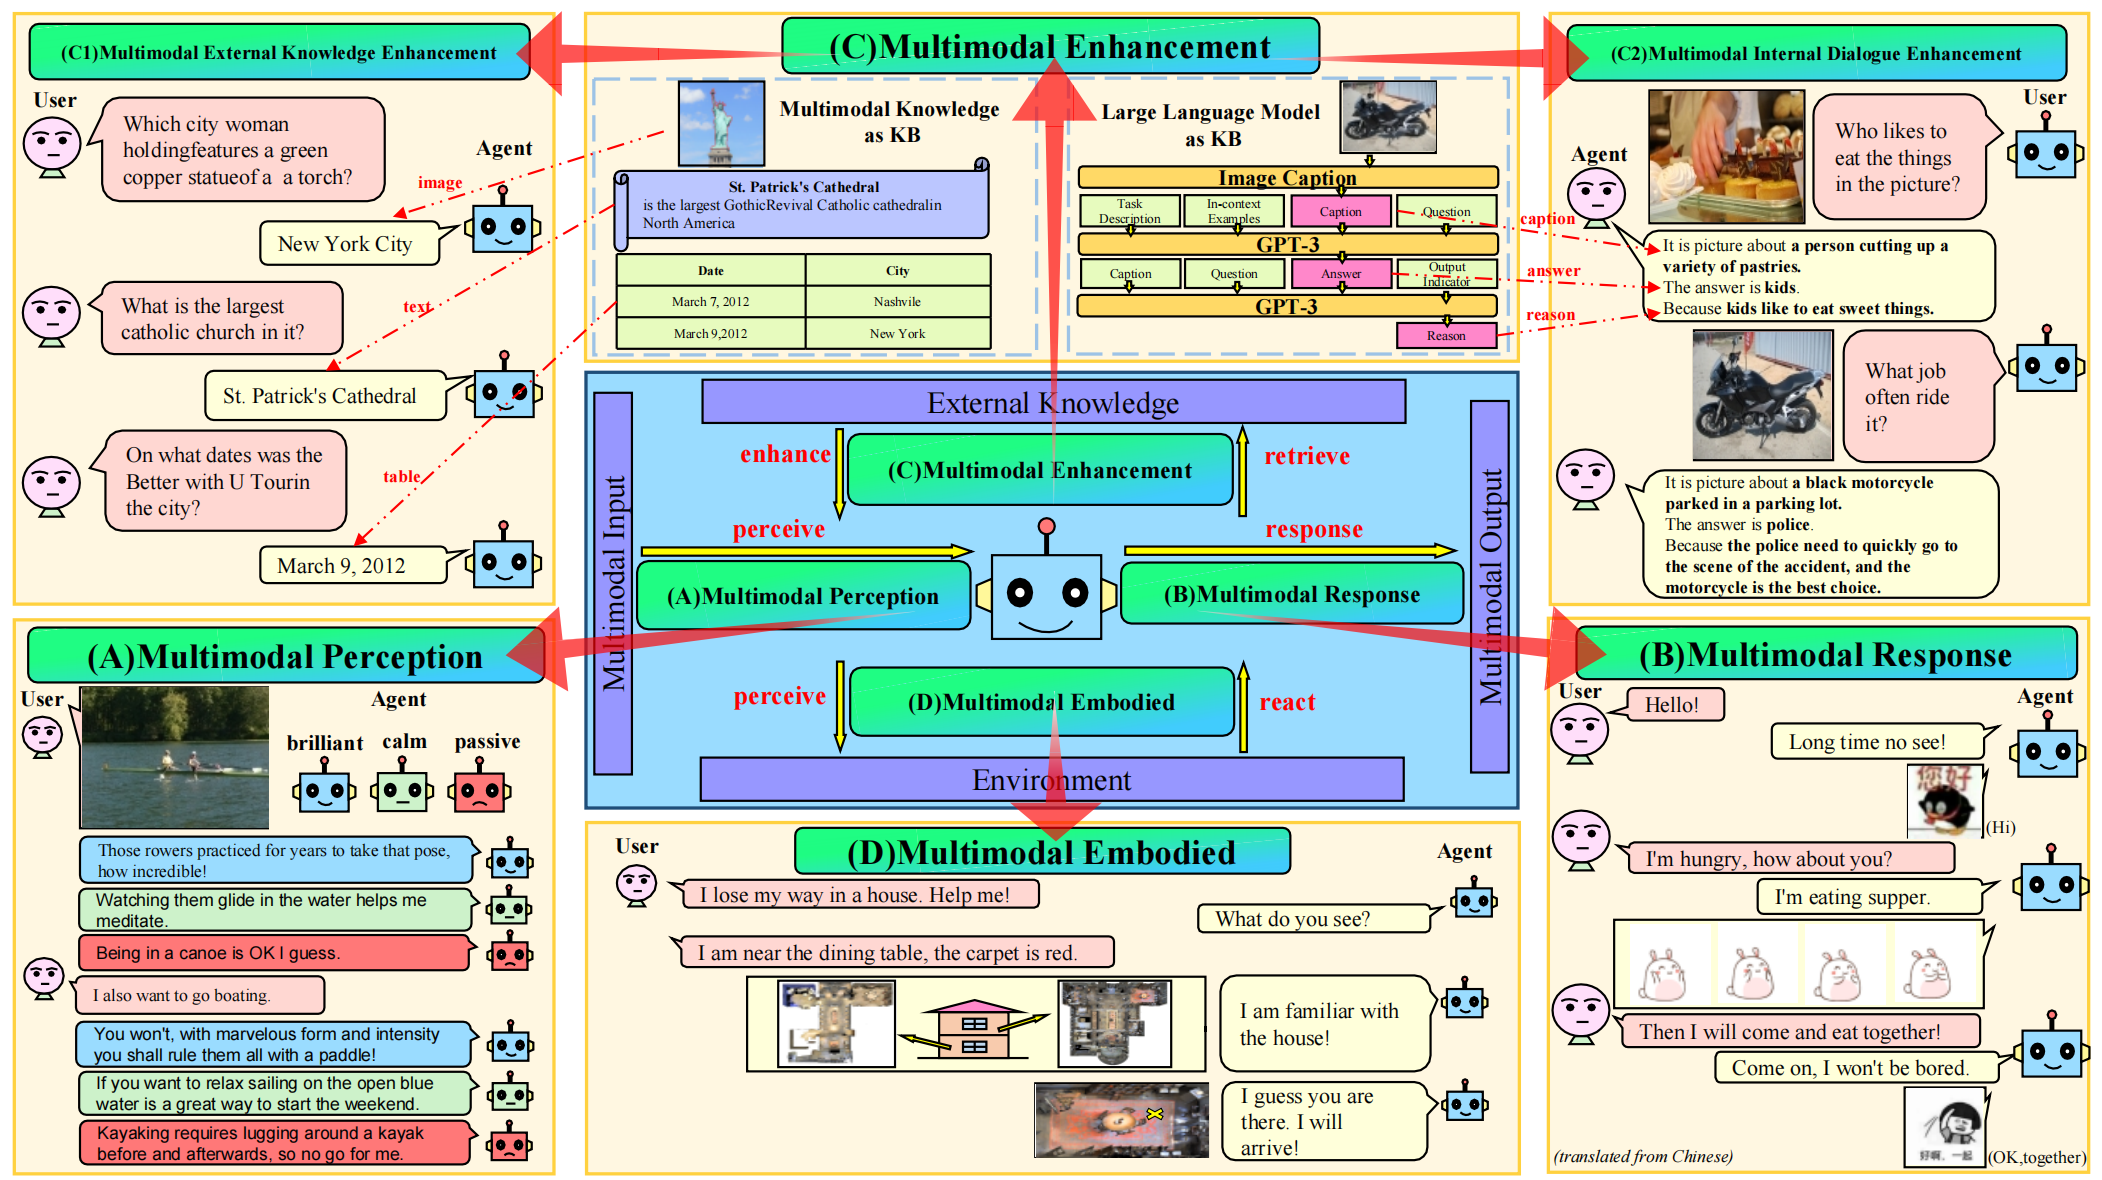 (C1)Multimodal External Knowledge Enhancement
User
Which city woman
holdingfeatures a green
copper statueof a  a torch?
Agent
image
New York City
What is the largest
catholic church in it?
text
St. Patrick's Cathedral
On what dates was the
Better with U Tourin
the city?
table
March 9, 2012
(C)Multimodal Enhancement
Multimodal Knowledge
as KB
St. Patrick's Cathedral
is the largest GothicRevival Catholic cathedralin
North America
Date City
March 7, 2012 Nashvile
March 9,2012 New York
Large Language Model
as KB
Image Caption
Task
Description
In-context
Examples
Caption
Question
GPT-3
Caption
Question
Answer
Output
Indicator
GPT-3
Reason
caption
answer
reason
(C2)Multimodal Internal Dialogue Enhancement
User
Who likes to
eat the things
in the picture?
Agent
It is picture about a person cutting up a
variety of pastries.
The answer is kids.
Because kids like to eat sweet things.
What job
often ride
it?
It is picture about a black motorcycle
parked in a parking lot.
The answer is police.
Because the police need to quickly go to
the scene of the accident, and the
motorcycle is the best choice.
External Knowledge
enhance
(C)Multimodal Enhancement
retrieve
Multimodal Input
perceive
response
Multimodal Output
(A)Multimodal Perception
(B)Multimodal Response
perceive
(D)Multimodal Embodied
react
Environment
(A)Multimodal Perception
User
Agent
brilliant
calm
passive
Those rowers practiced for years to take that pose,
how incredible!
Watching them glide in the water helps me
meditate.
Being in a canoe is OK I guess.
I also want to go boating.
You won't, with marvelous form and intensity
you shall rule them all with a paddle!
If you want to relax sailing on the open blue
water is a great way to start the weekend.
Kayaking requires lugging around a kayak
before and afterwards, so no go for me.
(D)Multimodal Embodied
User
Agent
I lose my way in a house. Help me!
What do you see?
I am near the dining table, the carpet is red.
I am familiar with
the house!
I guess you are
there. I will
arrive!
(B)Multimodal Response
User
Agent
Hello!
Long time no see!
您好
(Hi)
I'm hungry, how about you?
I'm eating supper.
Then I will come and eat together!
Come on, I won't be bored.
好啊，一起
(OK,together)
(translated from Chinese)